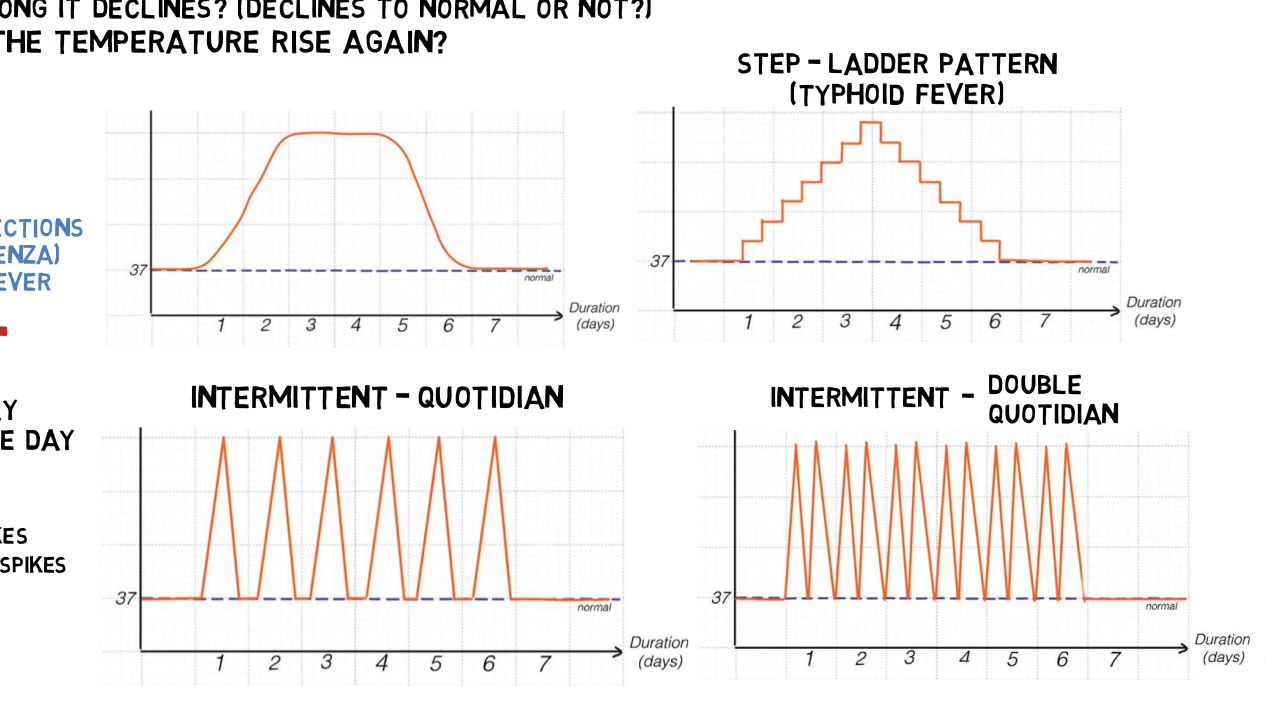 ONG IT DECLINES? (DECLINES TO NORMAL OR NOT?)
THE TEMPERATURE RISE AGAIN?
STEP - LADDER PATTERN
(TYPHOID FEVER)
ECTIONS
ENZA)
EVER
37
normal
Duration
(days)
1 2 3 4 5 6 7
37
normal
Duration
(days)
1 2 3 4 5 6 7
Y
E DAY
KES
SPIKES
INTERMITTENT - QUOTIDIAN
37
normal
Duration
(days)
1 2 3 4 5 6 7
INTERMITTENT - DOUBLE
QUOTIDIAN
37
normal
Duration
(days)
1 2 3 4 5 6 7